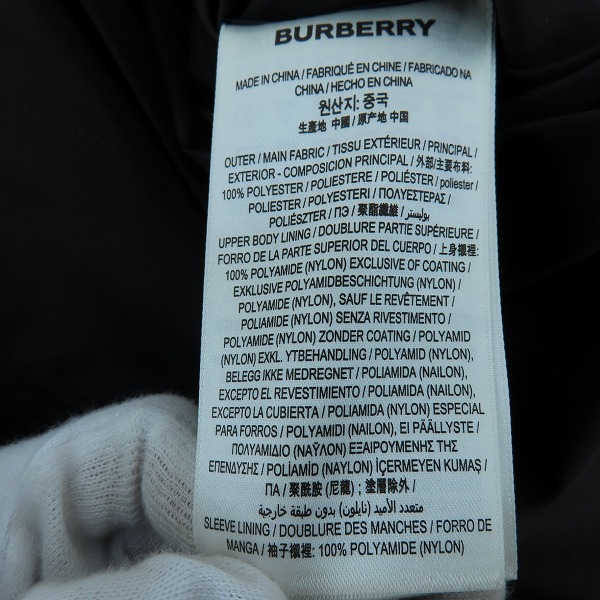 BURBERRY
MADE IN CHINA / FABRIQUÉ EN CHINE / FABRICADO NA
CHINA / HECHO EN CHINA
원산지: 중국
生產地 中國 / 原产地 中国
OUTER / MAIN FABRIC / TISSU EXTÉRIEUR / PRINCIPAL /
EXTERIOR - COMPOSICION PRINCIPAL / 外部/主要布料:
100% POLYESTER / POLIESTERE / POLIÉSTER / poliester /
POLIESTER / POLYESTERI / ΠΟΛΥΕΣΤΕΡΑΣ /
POLIÉSZTER / ПЭ / 聚酯纖維 / بوليستر /
UPPER BODY LINING / DOUBLURE PARTIE SUPÉRIEURE /
FORRO DE LA PARTE SUPERIOR DEL CUERPO / 上身襯裡:
100% POLYAMIDE (NYLON) EXCLUSIVE OF COATING /
EXKLUSIVE POLYAMIDBESCHICHTUNG (NYLON) /
POLYAMIDE (NYLON), SAUF LE REVÊTEMENT /
POLIAMIDE (NYLON) SENZA RIVESTIMENTO /
POLYAMIDE (NYLON) ZONDER COATING / POLYAMID
(NYLON) EXKL. YTBEHANDLING / POLYAMID (NYLON),
BELEGG IKKE MEDREGNET / POLIAMIDA (NAILON),
EXCEPTO EL REVESTIMIENTO / POLIAMIDA (NAILON),
EXCEPTO LA CUBIERTA / POLIAMIDA (NYLON) ESPECIAL
PARA FORROS / POLYAMIDI (NAILON), EI PÄÄLLYSTE /
ΠΟΛΥΑΜΙΔΙΟ (ΝΑΫΛΟΝ) ΕΞΑΙΡΟΥΜΕΝΗΣ ΤΗΣ
ΕΠΕΝΔΥΣΗΣ / POLİAMİD (NAYLON) İÇERMEYEN KUMAŞ /
ПА / 聚酰胺 (尼龍) ; 塗層除外 /
متعدد الأميد (نايلون) بدون طبقة خارجية
SLEEVE LINING / DOUBLURE DES MANCHES / FORRO DE
MANGA / 袖子襯裡: 100% POLYAMIDE (NYLON)